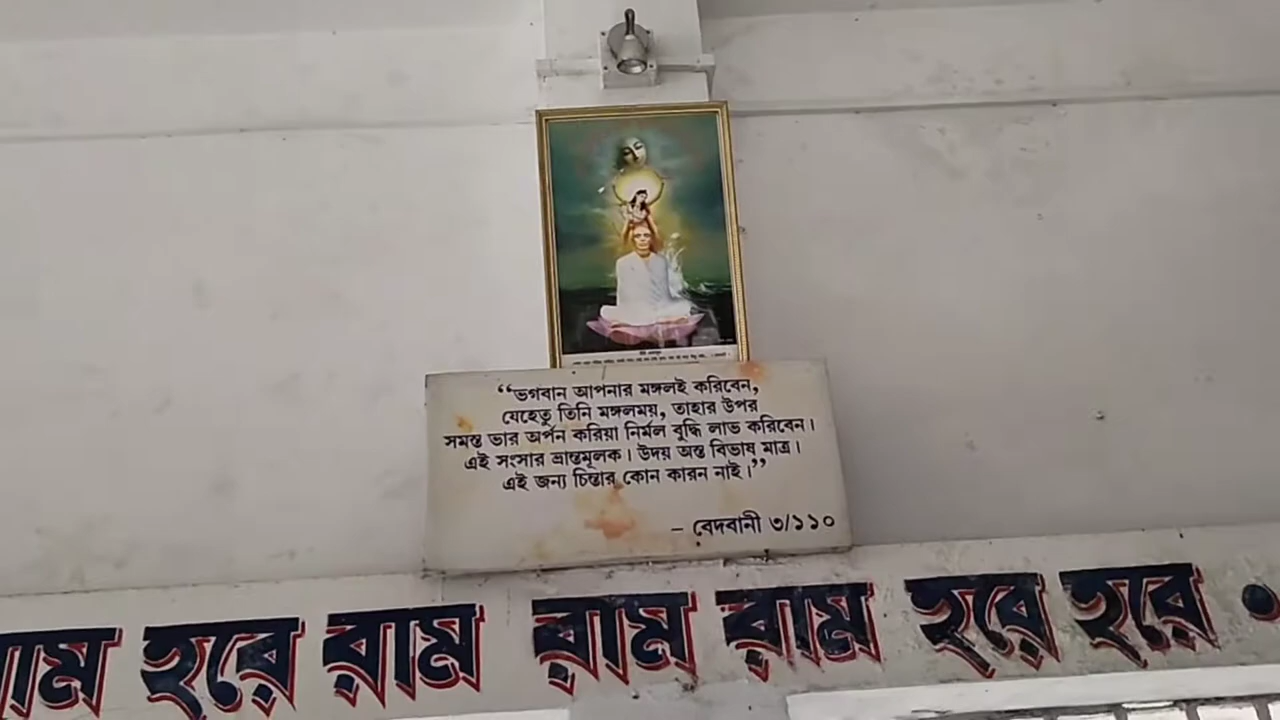 “ভগবান আপনার মঙ্গলই করিবেন,
যেহেতু তিনি মঙ্গলময়, তাহার উপর
সমস্ত ভার অর্পন করিয়া নির্মল বুদ্ধি লাভ করিবেন।
এই সংসার ভ্রান্তমূলক। উদয় অস্ত বিভাষ মাত্র।
এই জন্য চিন্তার কোন কারন নাই।”
– বেদবানী ৩/১১০
রাম হরে রাম রাম রাম হরে হরে